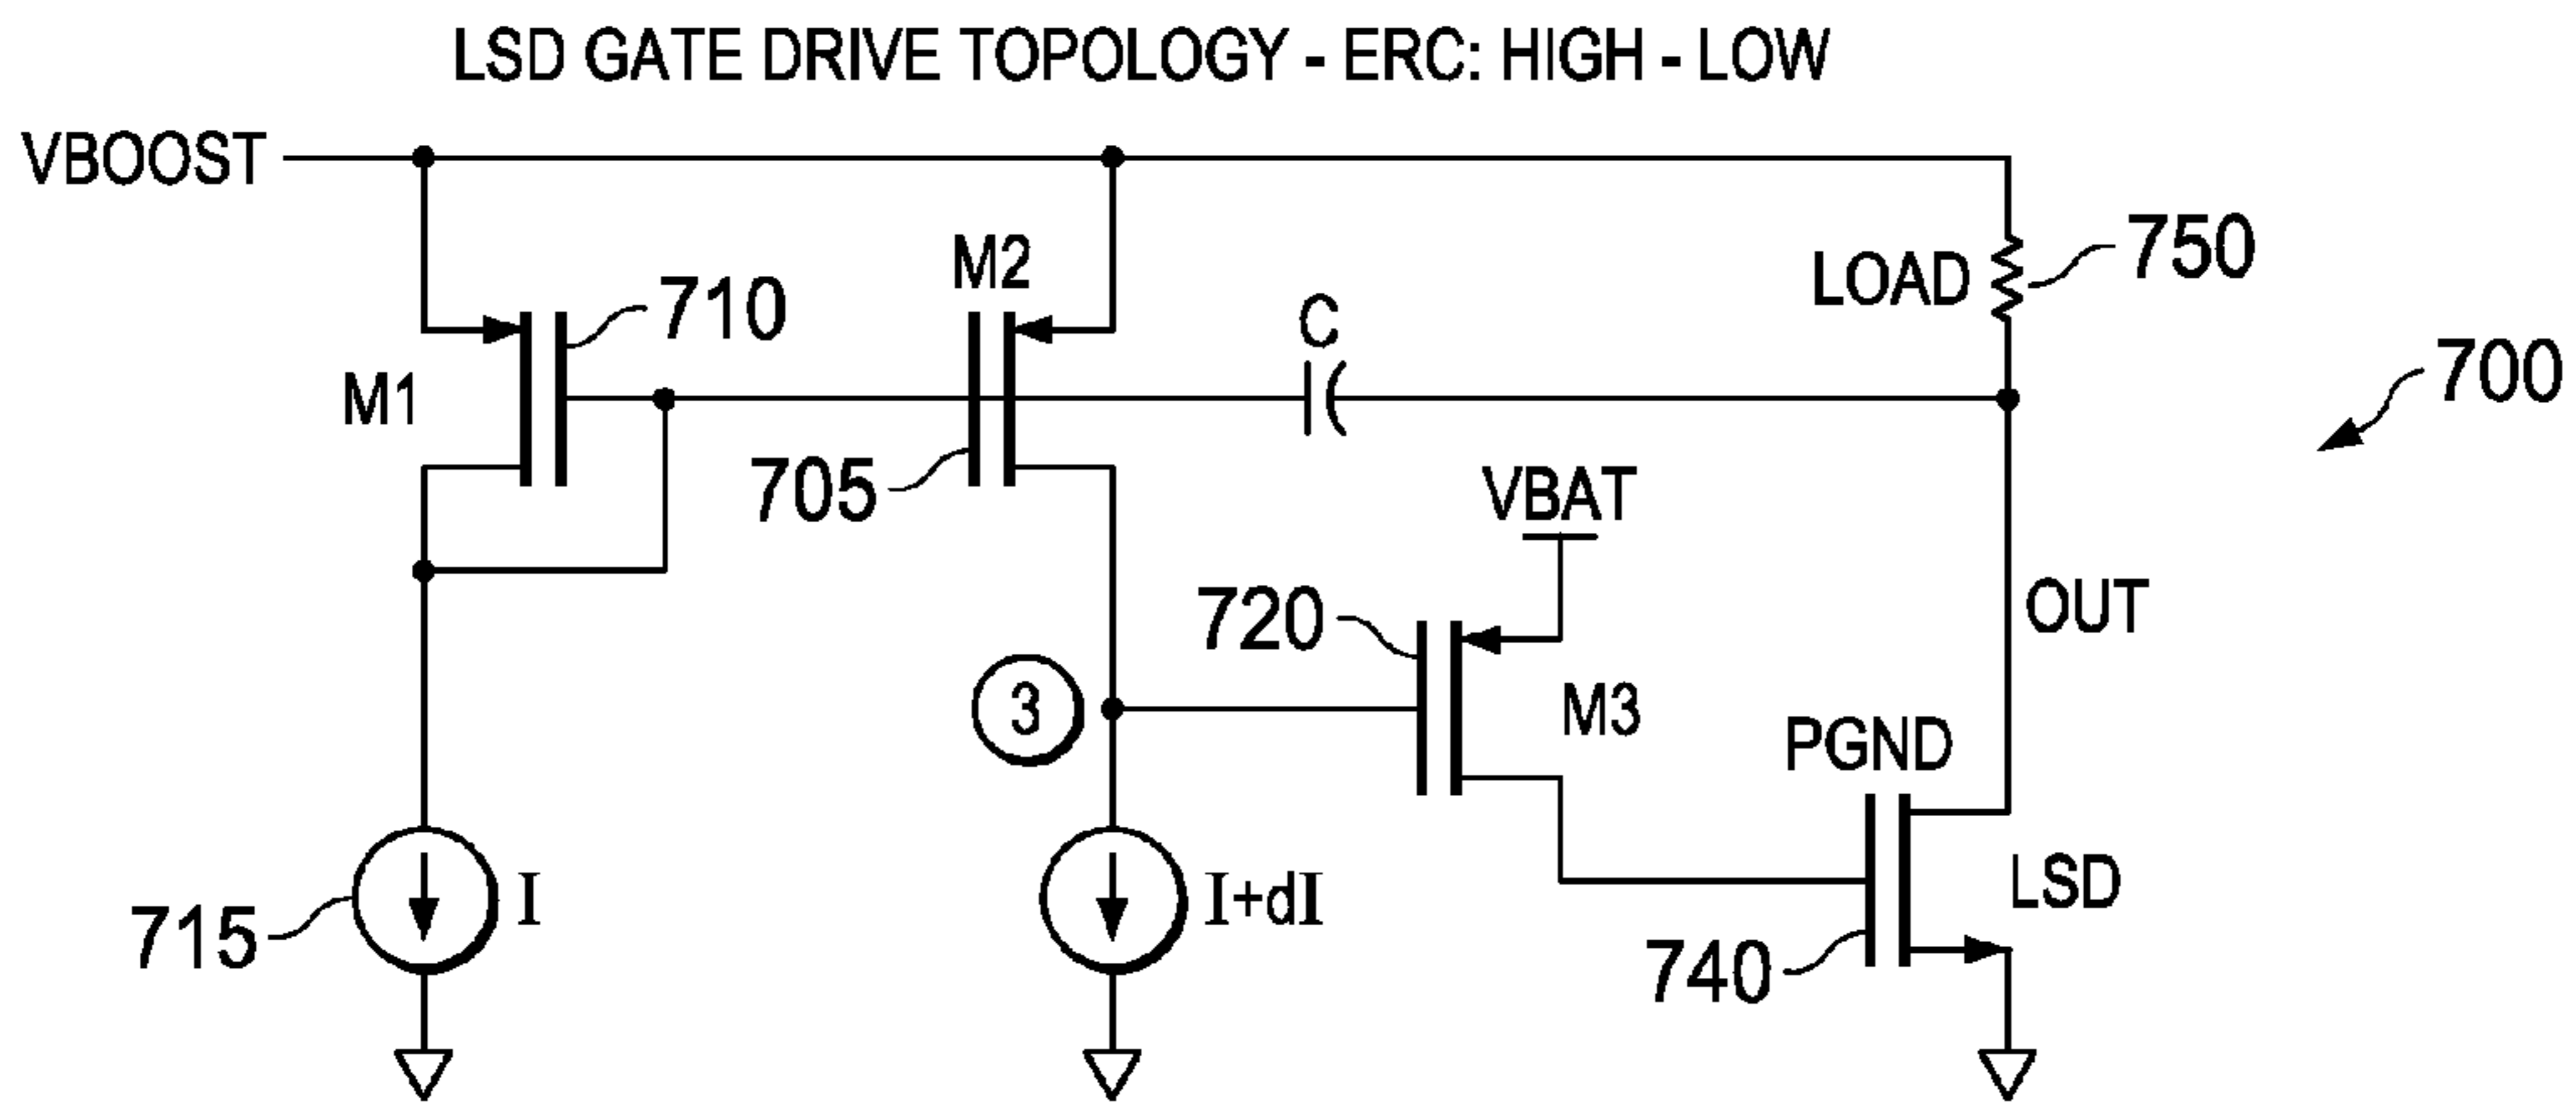 LSD GATE DRIVE TOPOLOGY - ERC: HIGH - LOW
VBOOST
M2
710
LOAD
750
C
700
M1
705
VBAT
720
OUT
3
M3
PGND
LSD
715
I
I+dI
740